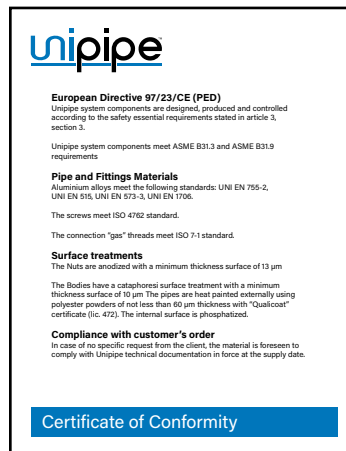 unipipe
European Directive 97/23/CE (PED)
Unipipe system components are designed, produced and controlled
according to the safety essential requirements stated in article 3,
section 3.
Unipipe system components meet ASME B31.3 and ASME B31.9
requirements
Pipe and Fittings Materials
Aluminium alloys meet the following standards: UNI EN 755-2,
UNI EN 515, UNI EN 573-3, UNI EN 1706.
The screws meet ISO 4762 standard.
The connection "gas" threads meet ISO 7-1 standard.
Surface treatments
The Nuts are anodized with a minimum thickness surface of 13 μm
The Bodies have a cataphoresi surface treatment with a minimum
thickness surface of 10 μm The pipes are heat painted externally using
polyester powders of not less than 60 μm thickness with "Qualicoat"
certificate (lic. 472). The internal surface is phosphatized.
Compliance with customer's order
In case of no specific request from the client, the material is foreseen to
comply with Unipipe technical documentation in force at the supply date.
Certificate of Conformity